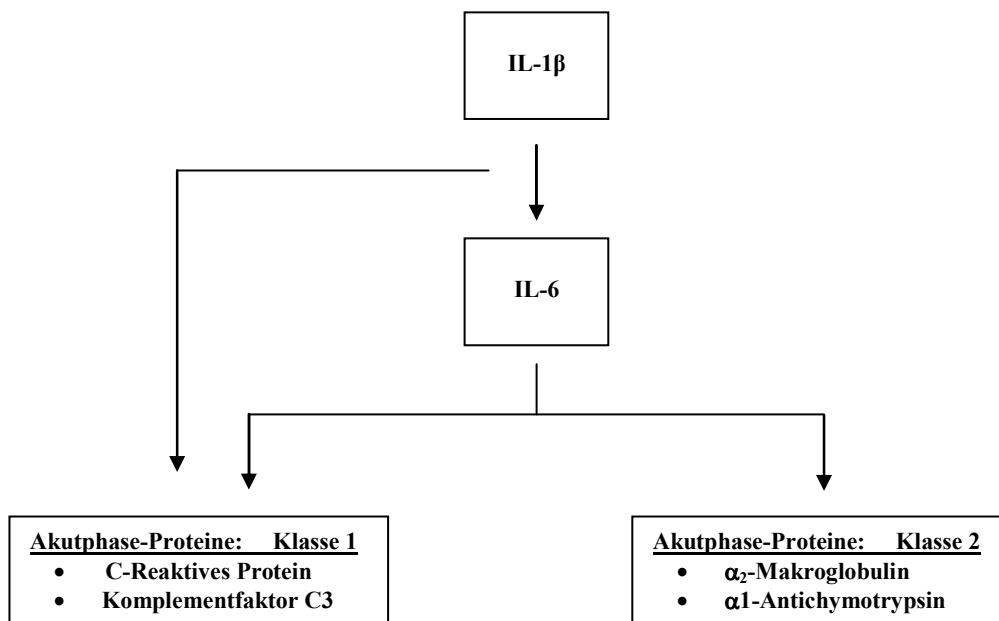 IL-1β
IL-6
Akutphase-Proteine: Klasse 1
• C-Reaktives Protein
• Komplementfaktor C3
Akutphase-Proteine: Klasse 2
• α₂-Makroglobulin
• α1-Antichymotrypsin